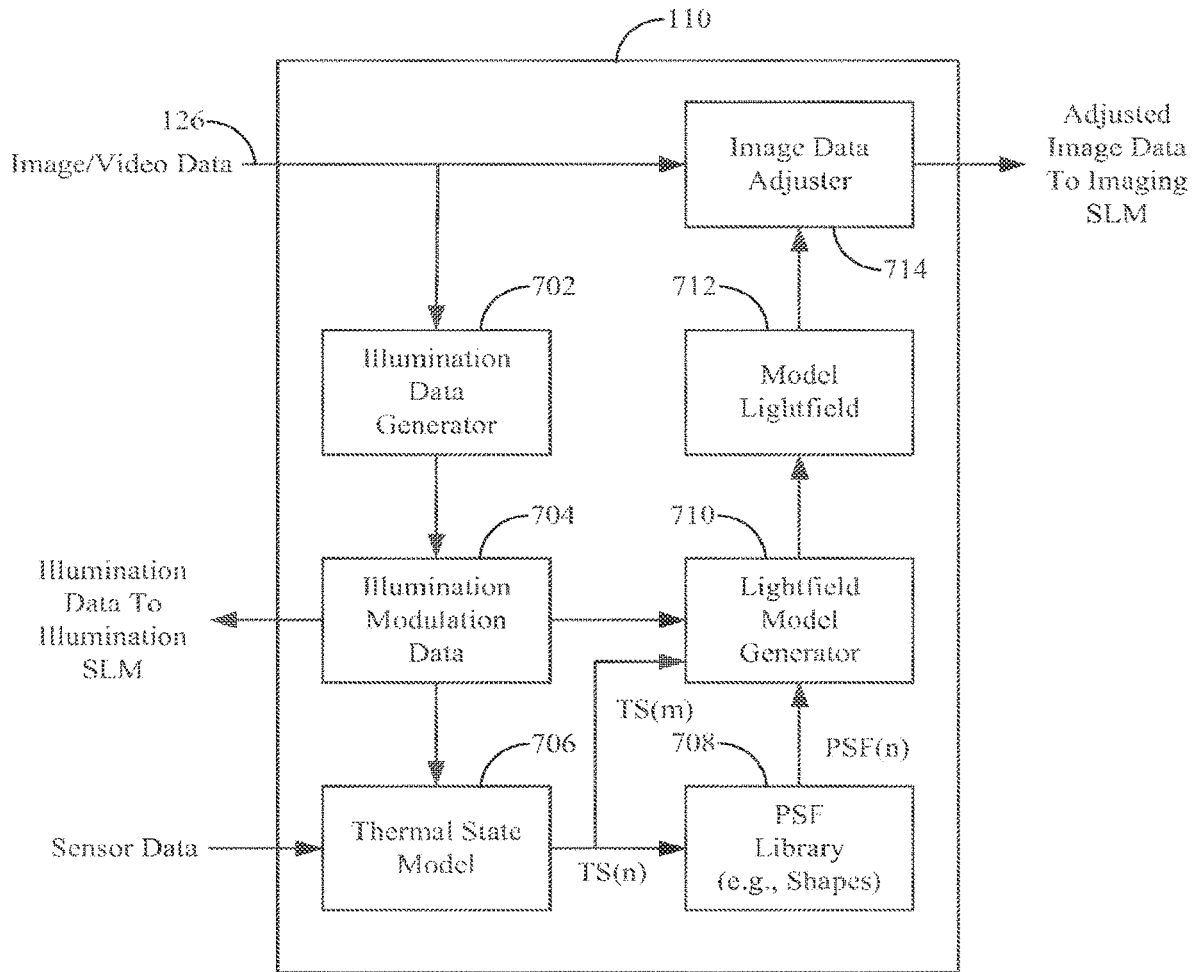 110
126
Image/Video Data
Image Data
Adjuster
Adjusted
Image Data
To Imaging
SLM
714
702
712
Illumination
Data
Generator
Model
Lightfield
704
710
Illumination
Data To
Illumination
SLM
Illumination
Modulation
Data
Lightfield
Model
Generator
TS(m)
706
708
PSF(n)
Sensor Data
Thermal State
Model
TS(n)
PSF
Library
(e.g., Shapes)